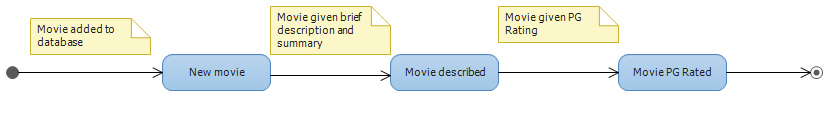 Movie added to
database
Movie given brief
description and
summary
Movie given PG
Rating
New movie
Movie described
Movie PG Rated